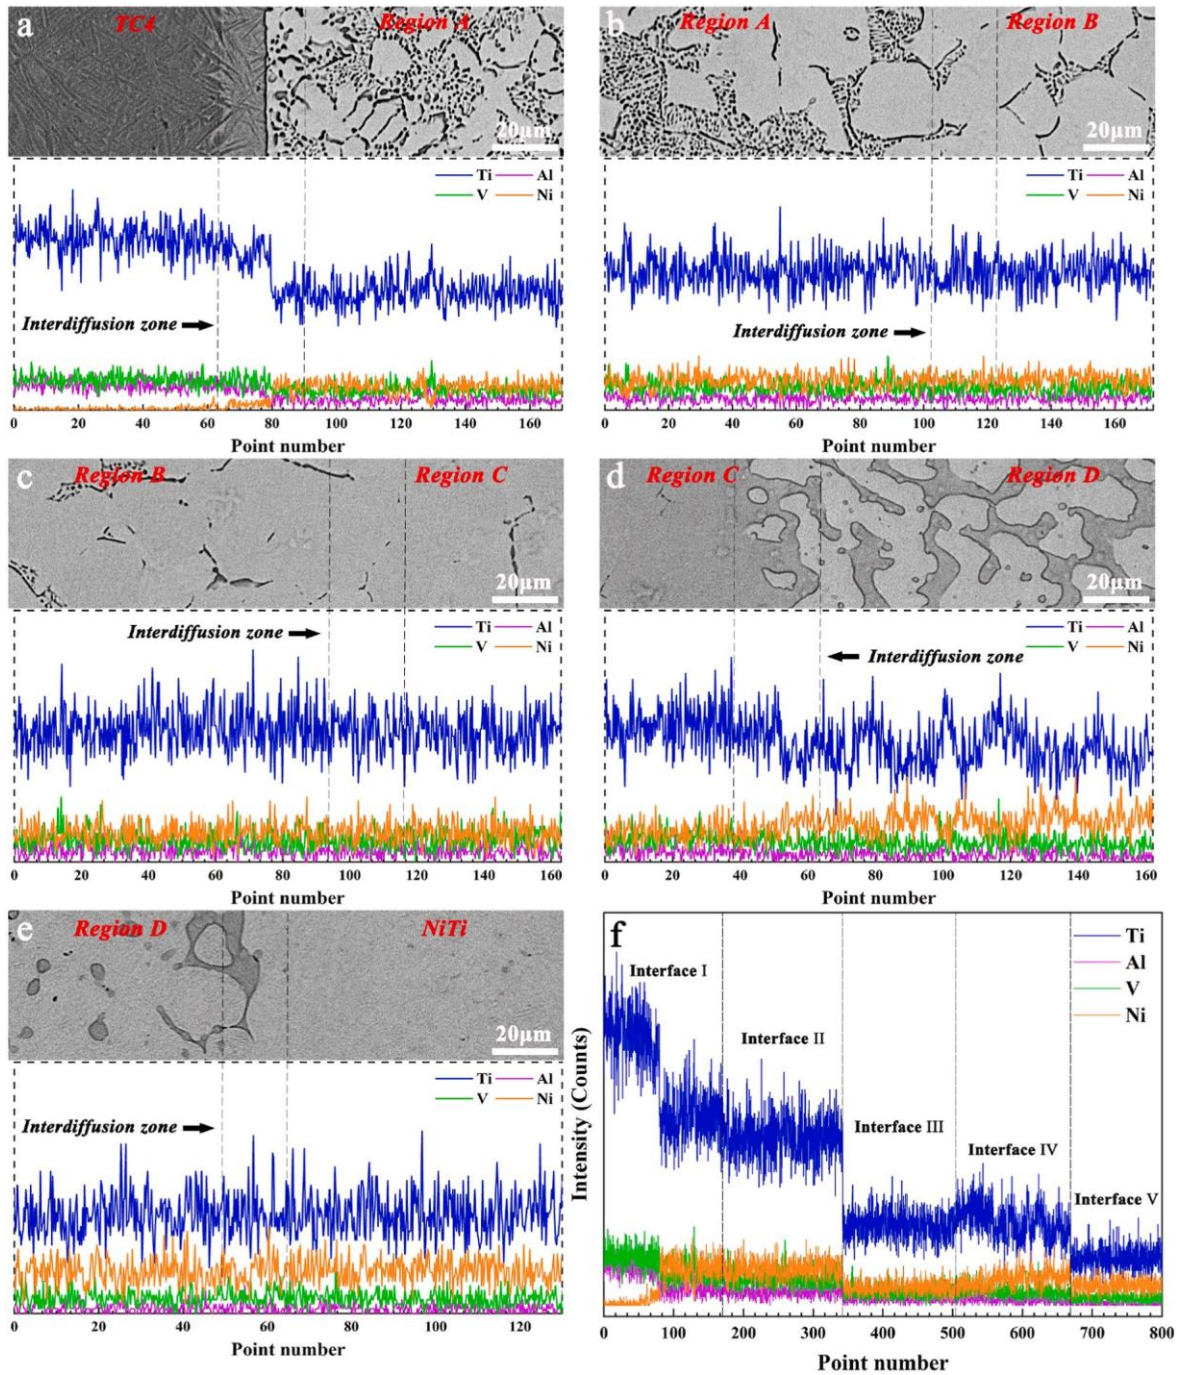 a TC4 Region A
20μm
Ti Al
V Ni
Interdiffusion zone
0 20 40 60 80 100 120 140 160
Point number
b Region A Region B
20μm
Ti Al
V Ni
Interdiffusion zone
0 20 40 60 80 100 120 140 160
Point number
c Region B Region C
20μm
Ti Al
V Ni
Interdiffusion zone
0 20 40 60 80 100 120 140 160
Point number
d Region C Region D
20μm
Ti Al
V Ni
Interdiffusion zone
0 20 40 60 80 100 120 140 160
Point number
e Region D NiTi
20μm
Ti Al
V Ni
Interdiffusion zone
0 20 40 60 80 100 120
Point number
f
Ti
Al
V
Ni
Interface I
Interface II
Interface III
Interface IV
Interface V
Intensity (Counts)
0 100 200 300 400 500 600 700 800
Point number